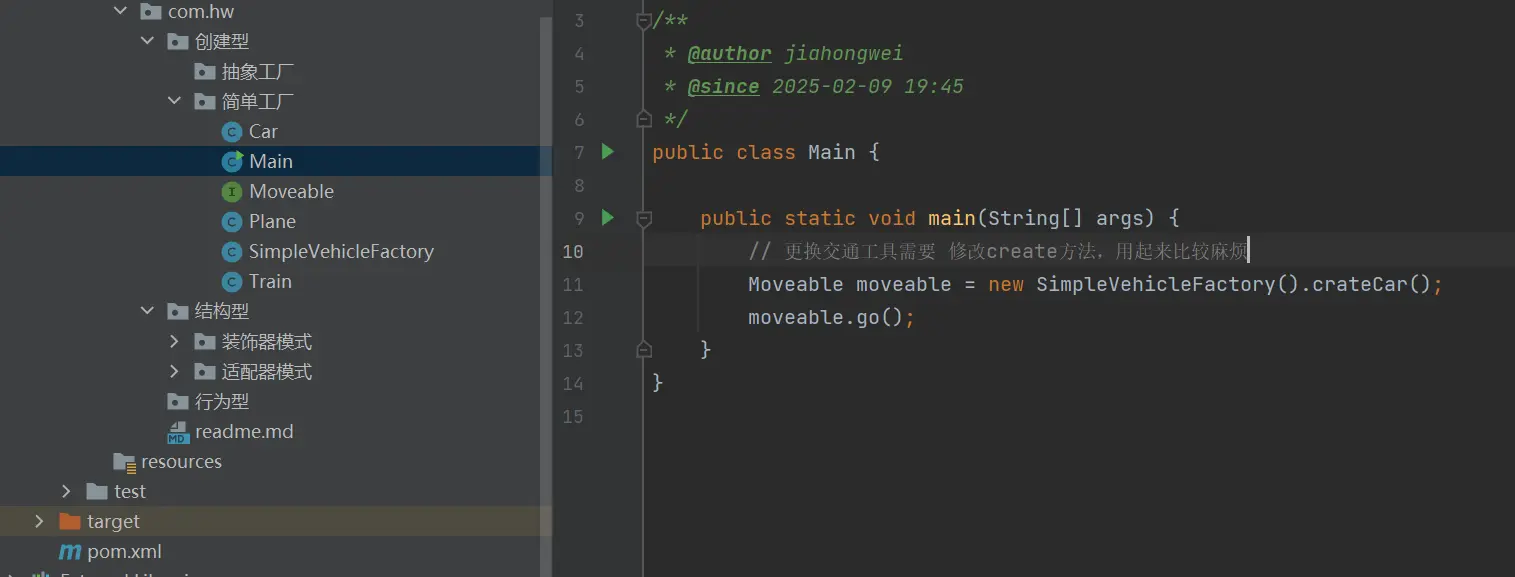 com.hw
创建型
抽象工厂
简单工厂
Car
Main
Moveable
Plane
SimpleVehicleFactory
Train
结构型
装饰器模式
适配器模式
行为型
readme.md
resources
test
target
pom.xml
3 /**
4 * @author jiahongwei
5 * @since 2025-02-09 19:45
6 */
7 public class Main {
8
9 public static void main(String[] args) {
10 // 更换交通工具需要 修改create方法，用起来比较麻烦
11 Moveable moveable = new SimpleVehicleFactory().crateCar();
12 moveable.go();
13 }
14 }
15